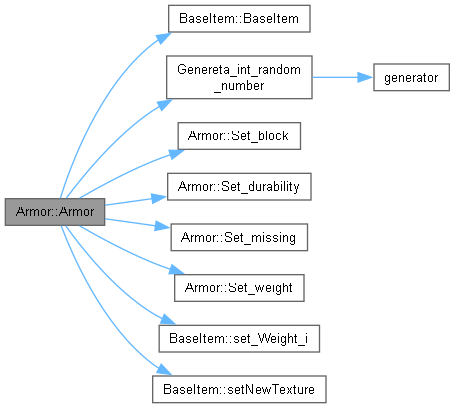 BaseItem::BaseItem
Genereta_int_random
_number
generator
Armor::Set_block
Armor::Set_durability
Armor::Armor
Armor::Set_missing
Armor::Set_weight
BaseItem::set_Weight_i
BaseItem::setNewTexture